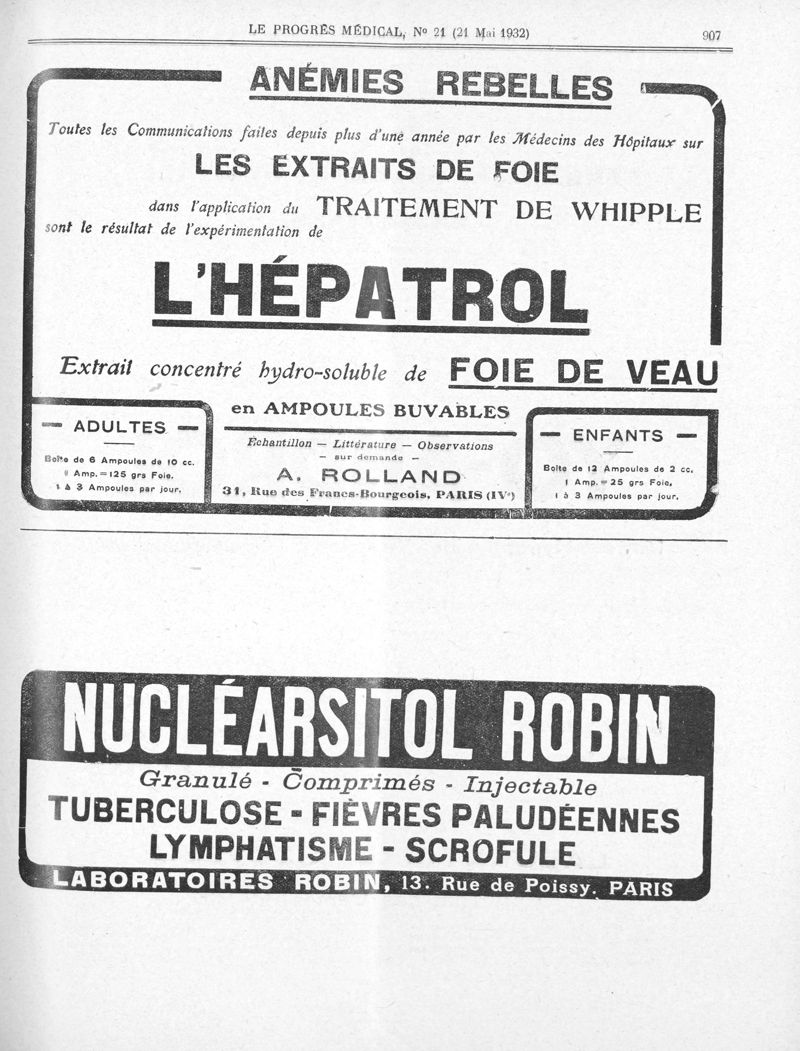 LE PROGRÈS MÉDICAL, Nº 21 (21 Mai 1932)
907
ANÉMIES REBELLES
Toutes les Communications faites depuis plus d'une année par les Médecins des Hôpitaux sur
LES EXTRAITS DE FOIE
dans l'application du TRAITEMENT DE WHIPPLE
sont le résultat de l'expérimentation de
L'HÉPATROL
Extrait concentré hydro-soluble de FOIE DE VEAU
en AMPOULES BUVABLES
ADULTES
Boîte de 6 Ampoules de 10 cc.
1 Amp. = 125 grs Foie.
1 à 3 Ampoules par jour.
Échantillon — Littérature — Observations
— sur demande —
A. ROLLAND
31, Rue des Francs-Bourgeois, PARIS (IVe)
ENFANTS
Boîte de 12 Ampoules de 2 cc.
1 Amp. = 25 grs Foie.
1 à 3 Ampoules par jour.
NUCLÉARSITOL ROBIN
Granulé - Comprimés - Injectable
TUBERCULOSE - FIÈVRES PALUDÉENNES
LYMPHATISME - SCROFULE
LABORATOIRES ROBIN, 13. Rue de Poissy. PARIS